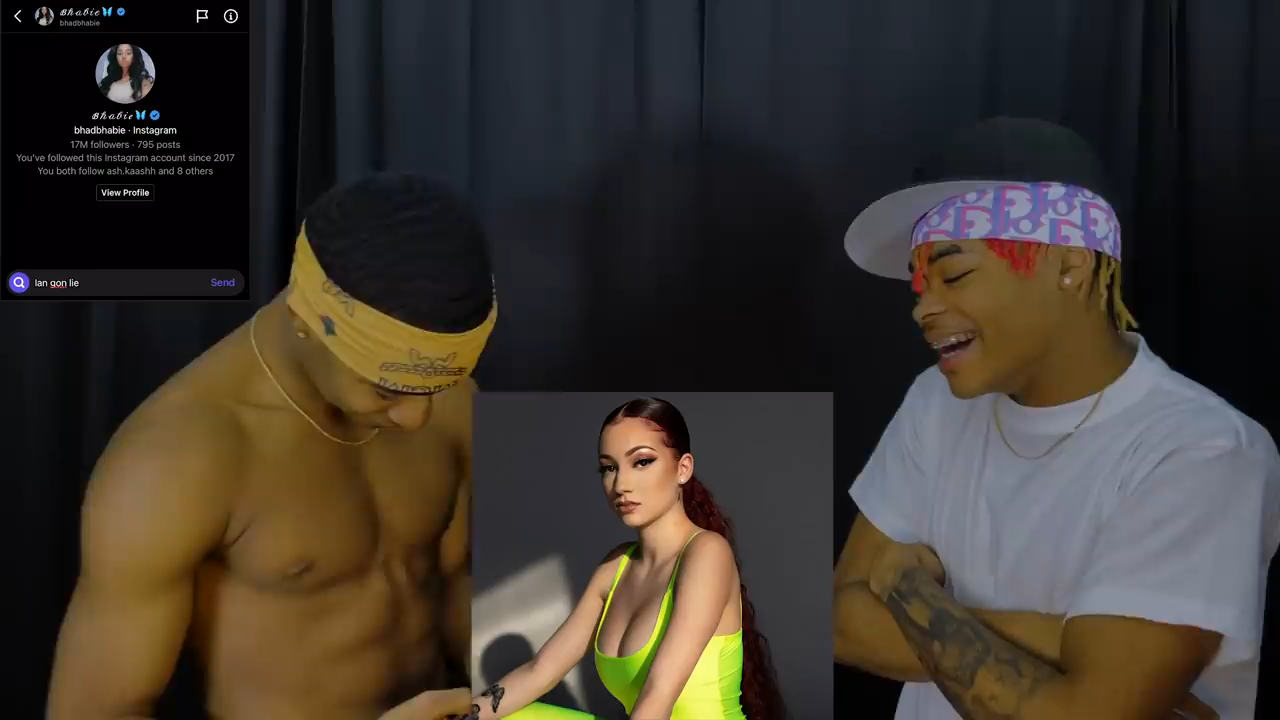 𝓑𝓱𝓪𝓫𝓲𝓮
bhadbhabie
𝓑𝓱𝓪𝓫𝓲𝓮
bhadbhabie · Instagram
17M followers · 795 posts
You've followed this Instagram account since 2017
You both follow ash.kaashh and 8 others
View Profile
Ian gon lie
Send